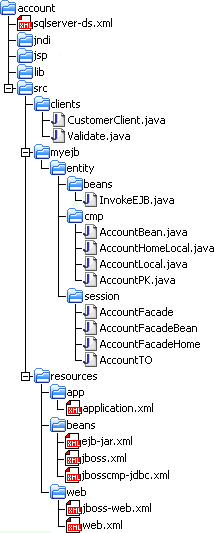 account
sqlserver-ds.xml
jndi
jsp
lib
src
clients
CustomerClient.java
Validate.java
myejb
entity
beans
InvokeEJB.java
cmp
AccountBean.java
AccountHomeLocal.java
AccountLocal.java
AccountPK.java
session
AccountFacade
AccountFacadeBean
AccountFacadeHome
AccountTO
resources
app
application.xml
beans
ejb-jar.xml
jboss.xml
jbosscmp-jdbc.xml
web
jboss-web.xml
web.xml